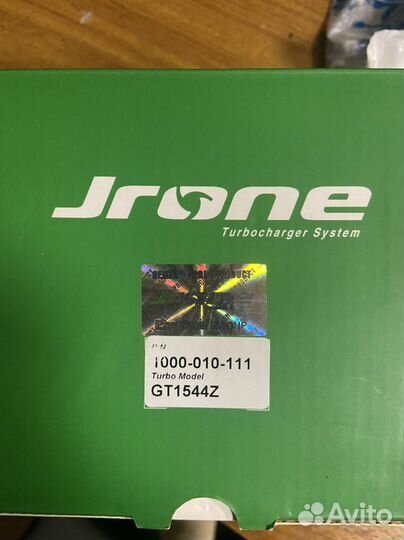 Jrone
Turbocharger System
P/N
1000-010-111
Turbo Model
GT1544Z
Avito